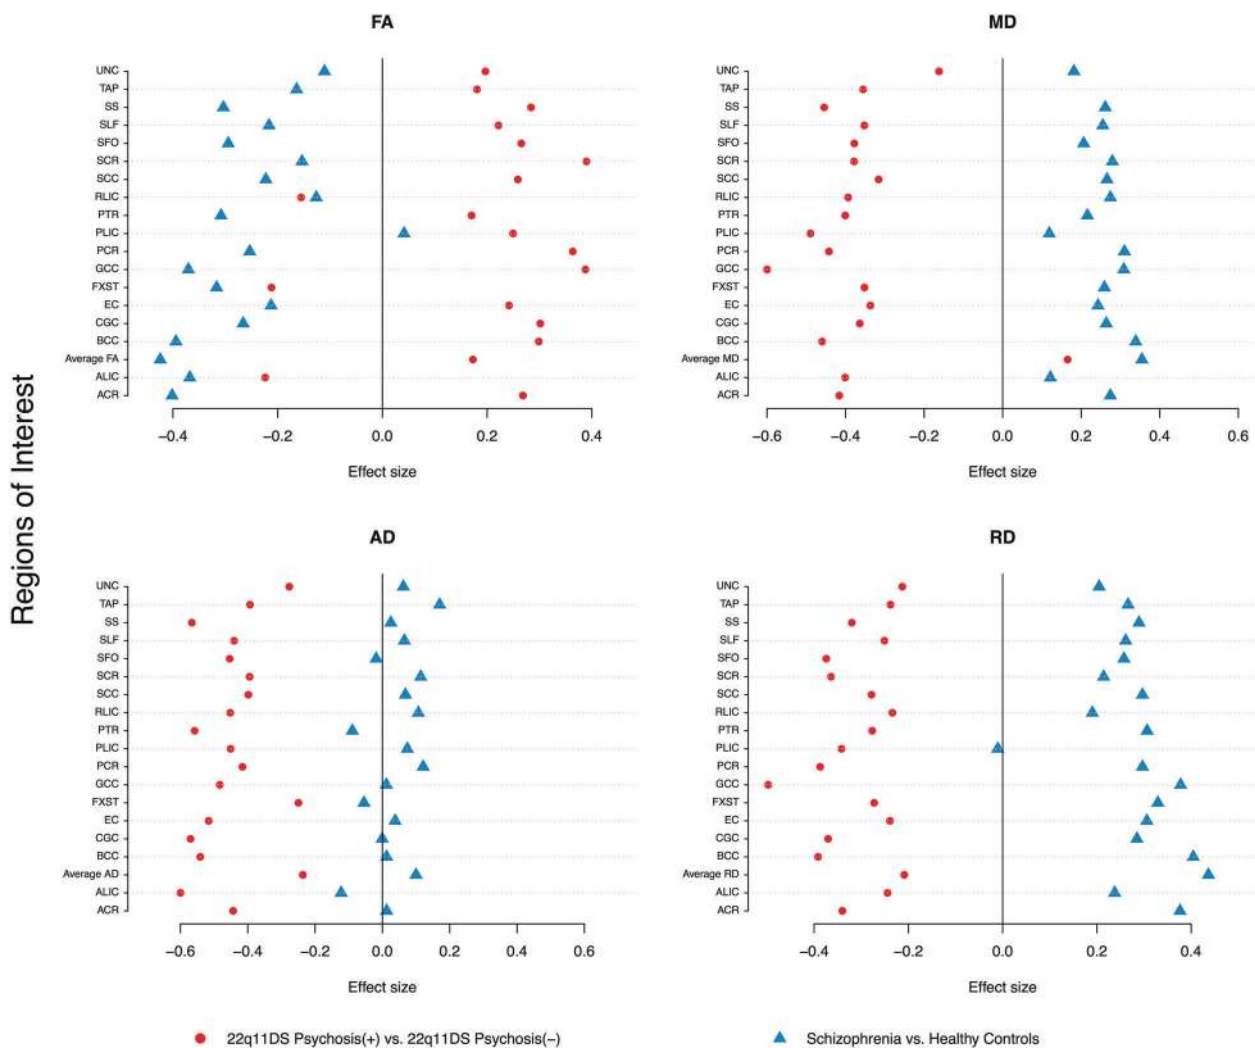 FA
UNC
TAP
SS
SLF
SFO
SCR
SCC
RLIC
PTR
PLIC
PCR
GCC
FXST
EC
CGC
BCC
Average FA
ALIC
ACR
−0.4 −0.2 0.0 0.2 0.4
Effect size
MD
UNC
TAP
SS
SLF
SFO
SCR
SCC
RLIC
PTR
PLIC
PCR
GCC
FXST
EC
CGC
BCC
Average MD
ALIC
ACR
−0.6 −0.4 −0.2 0.0 0.2 0.4 0.6
Effect size
Regions of Interest
AD
UNC
TAP
SS
SLF
SFO
SCR
SCC
RLIC
PTR
PLIC
PCR
GCC
FXST
EC
CGC
BCC
Average AD
ALIC
ACR
−0.6 −0.4 −0.2 0.0 0.2 0.4 0.6
Effect size
RD
UNC
TAP
SS
SLF
SFO
SCR
SCC
RLIC
PTR
PLIC
PCR
GCC
FXST
EC
CGC
BCC
Average RD
ALIC
ACR
−0.4 −0.2 0.0 0.2 0.4
Effect size
22q11DS Psychosis(+) vs. 22q11DS Psychosis(−)
Schizophrenia vs. Healthy Controls